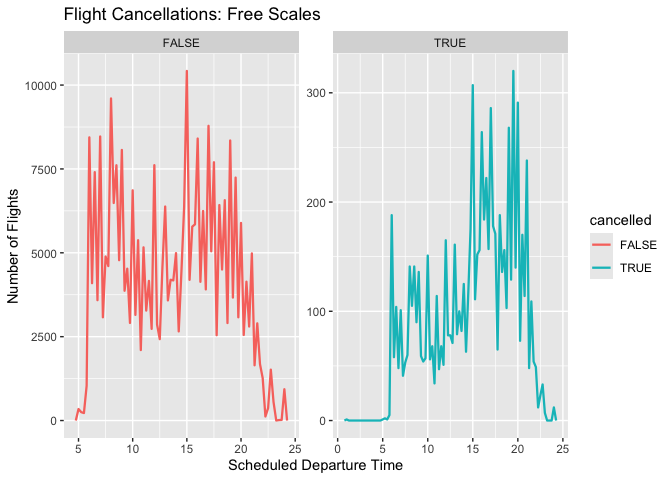 Flight Cancellations: Free Scales
FALSE
TRUE
Number of Flights
10000
7500
5000
2500
0
300
200
100
0
5
10
15
20
25
0
5
10
15
20
25
Scheduled Departure Time
cancelled
FALSE
TRUE